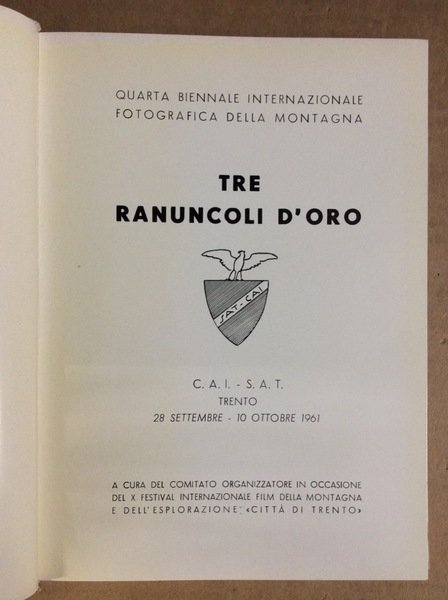 QUARTA BIENNALE INTERNAZIONALE
FOTOGRAFICA DELLA MONTAGNA
TRE
RANUNCOLI D'ORO
SAT-CAI
C. A. I. - S. A. T.
TRENTO
28 SETTEMBRE - 10 OTTOBRE 1961
A CURA DEL COMITATO ORGANIZZATORE IN OCCASIONE
DEL X FESTIVAL INTERNAZIONALE FILM DELLA MONTAGNA
E DELL'ESPLORAZIONE: «CITTÀ DI TRENTO»